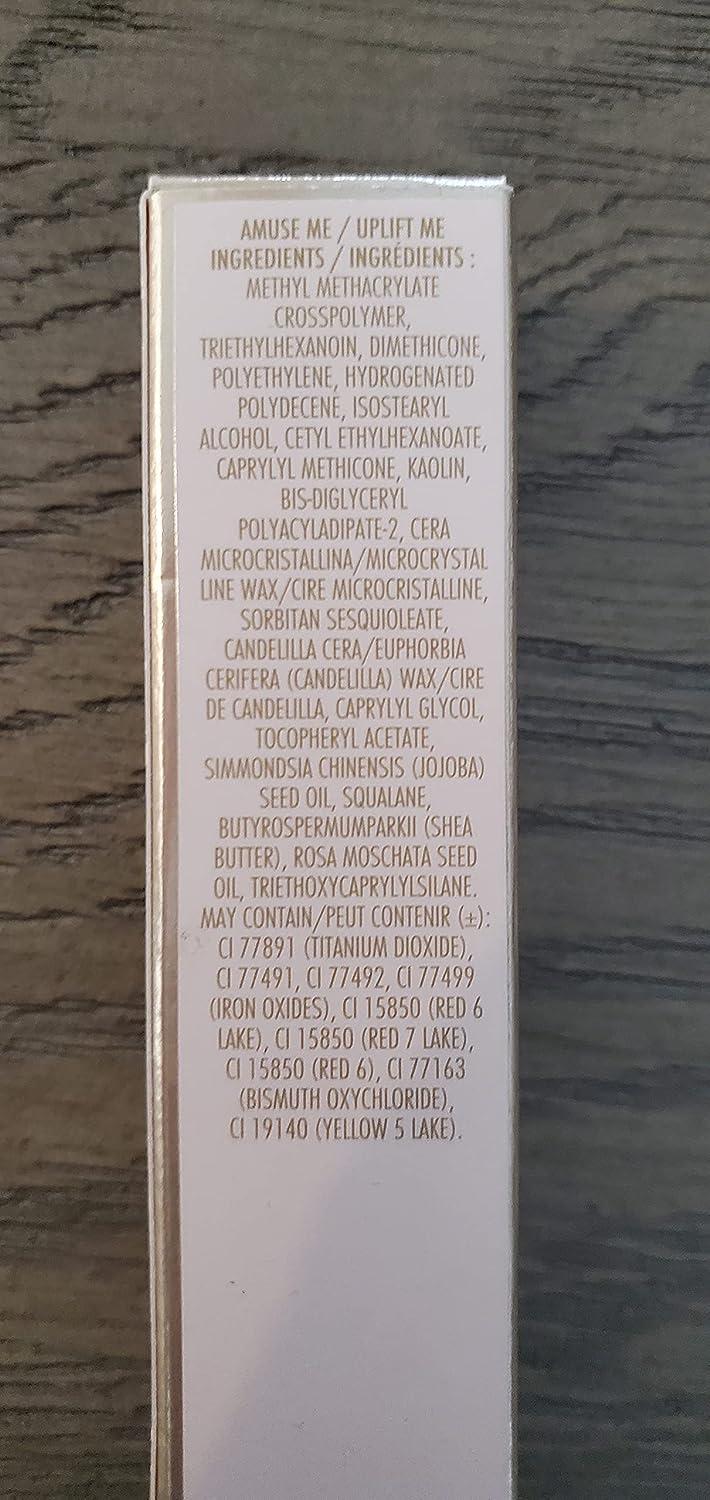 AMUSE ME / UPLIFT ME
INGREDIENTS / INGRÉDIENTS :
METHYL METHACRYLATE
CROSSPOLYMER,
TRIETHYLHEXANOIN, DIMETHICONE,
POLYETHYLENE, HYDROGENATED
POLYDECENE, ISOSTEARYL
ALCOHOL, CETYL ETHYLHEXANOATE,
CAPRYLYL METHICONE, KAOLIN,
BIS-DIGLYCERYL
POLYACYLADIPATE-2, CERA
MICROCRISTALLINA/MICROCRYSTAL
LINE WAX/CIRE MICROCRISTALLINE,
SORBITAN SESQUIOLEATE,
CANDELILLA CERA/EUPHORBIA
CERIFERA (CANDELILLA) WAX/CIRE
DE CANDELILLA, CAPRYLYL GLYCOL,
TOCOPHERYL ACETATE,
SIMMONDSIA CHINENSIS (JOJOBA)
SEED OIL, SQUALANE,
BUTYROSPERMUMPARKII (SHEA
BUTTER), ROSA MOSCHATA SEED
OIL, TRIETHOXYCAPRYLYLSILANE.
MAY CONTAIN/PEUT CONTENIR (±):
CI 77891 (TITANIUM DIOXIDE),
CI 77491, CI 77492, CI 77499
(IRON OXIDES), CI 15850 (RED 6
LAKE), CI 15850 (RED 7 LAKE),
CI 15850 (RED 6), CI 77163
(BISMUTH OXYCHLORIDE),
CI 19140 (YELLOW 5 LAKE).